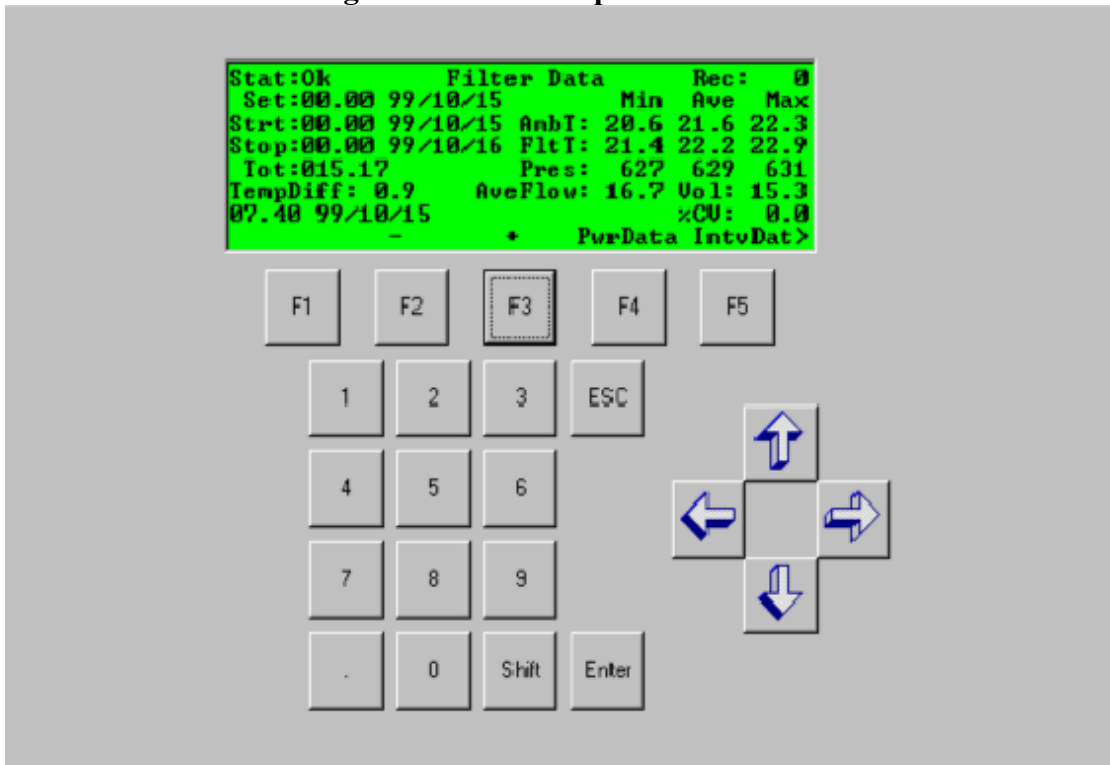 Stat:Ok Filter Data Rec: 0
Set:00.00 99/10/15 Min Ave Max
Strt:00.00 99/10/15 AmbT: 20.6 21.6 22.3
Stop:00.00 99/10/16 FltT: 21.4 22.2 22.9
Tot:015.17 Pres: 627 629 631
TempDiff: 0.9 AveFlow: 16.7 Vol: 15.3
07.40 99/10/15 %CV: 0.0
- + PwrData IntvDat>
F1 F2 F3 F4 F5
1 2 3 ESC
4 5 6
7 8 9
. 0 Shift Enter